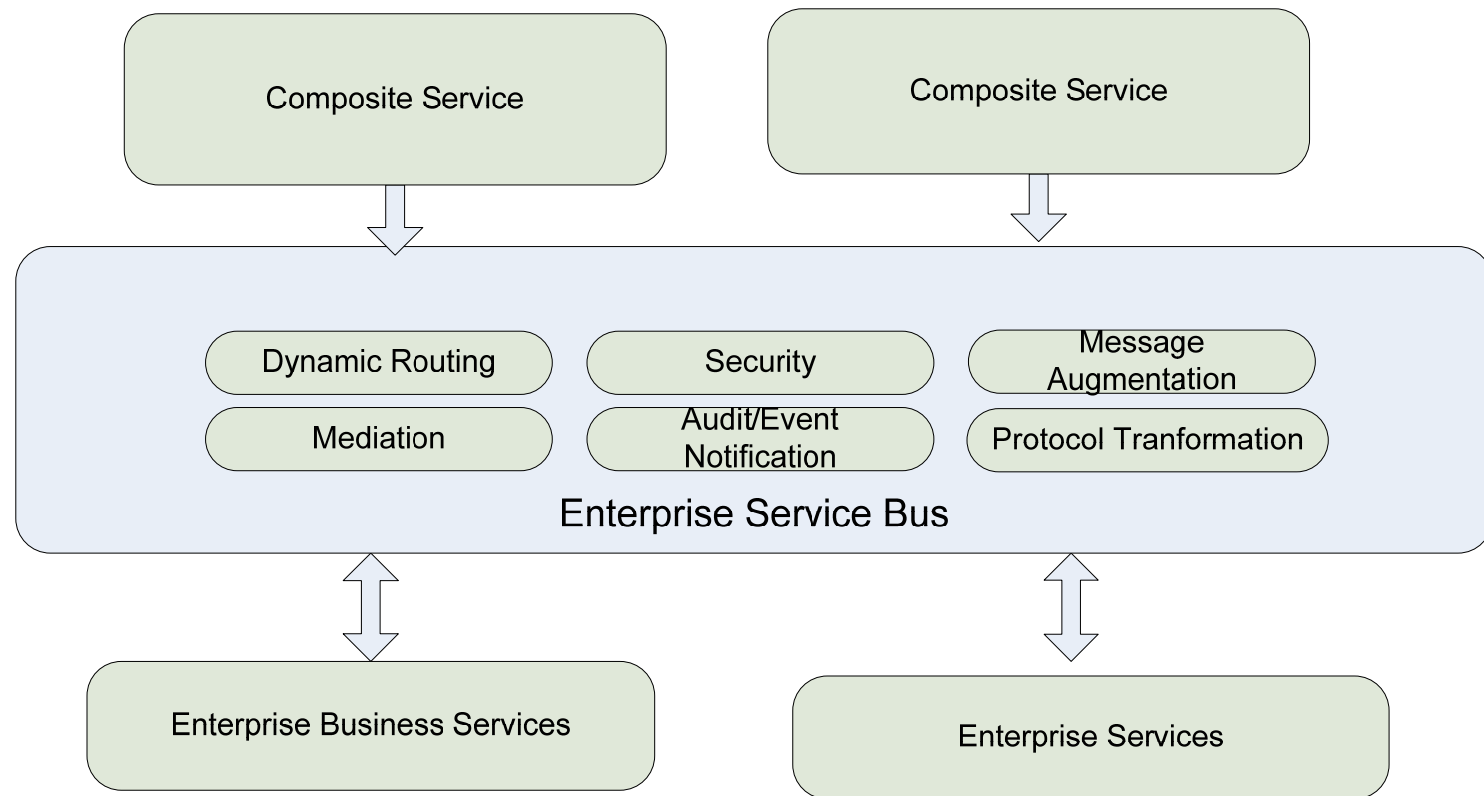 Composite Service
Composite Service
Dynamic Routing
Security
Message
Augmentation
Mediation
Audit/Event
Notification
Protocol Tranformation
Enterprise Service Bus
Enterprise Business Services
Enterprise Services